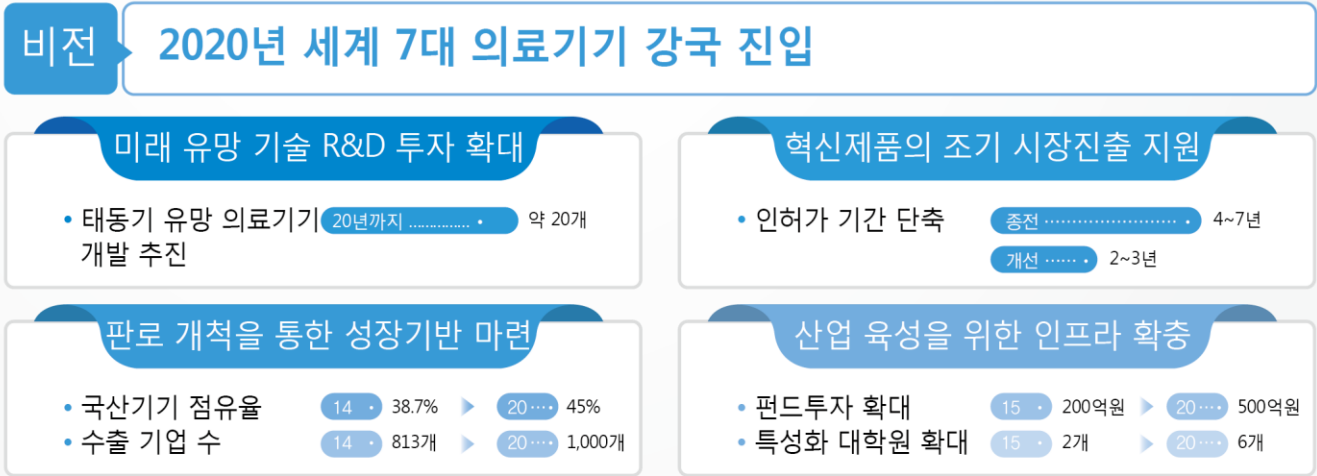 비전 2020년 세계 7대 의료기기 강국 진입
미래 유망 기술 R&D 투자 확대
• 태동기 유망 의료기기 20년까지 ............... • 약 20개
개발 추진
혁신제품의 조기 시장진출 지원
• 인허가 기간 단축 종전 ........................ • 4~7년
개선 ...... • 2~3년
판로 개척을 통한 성장기반 마련
• 국산기기 점유율 14 • 38.7% ▶ 20 ....• 45%
• 수출 기업 수 14 • 813개 ▶ 20 ....• 1,000개
산업 육성을 위한 인프라 확충
• 펀드투자 확대 15 • 200억원 ▶ 20 ....• 500억원
• 특성화 대학원 확대 15 • 2개 ▶ 20 ....• 6개